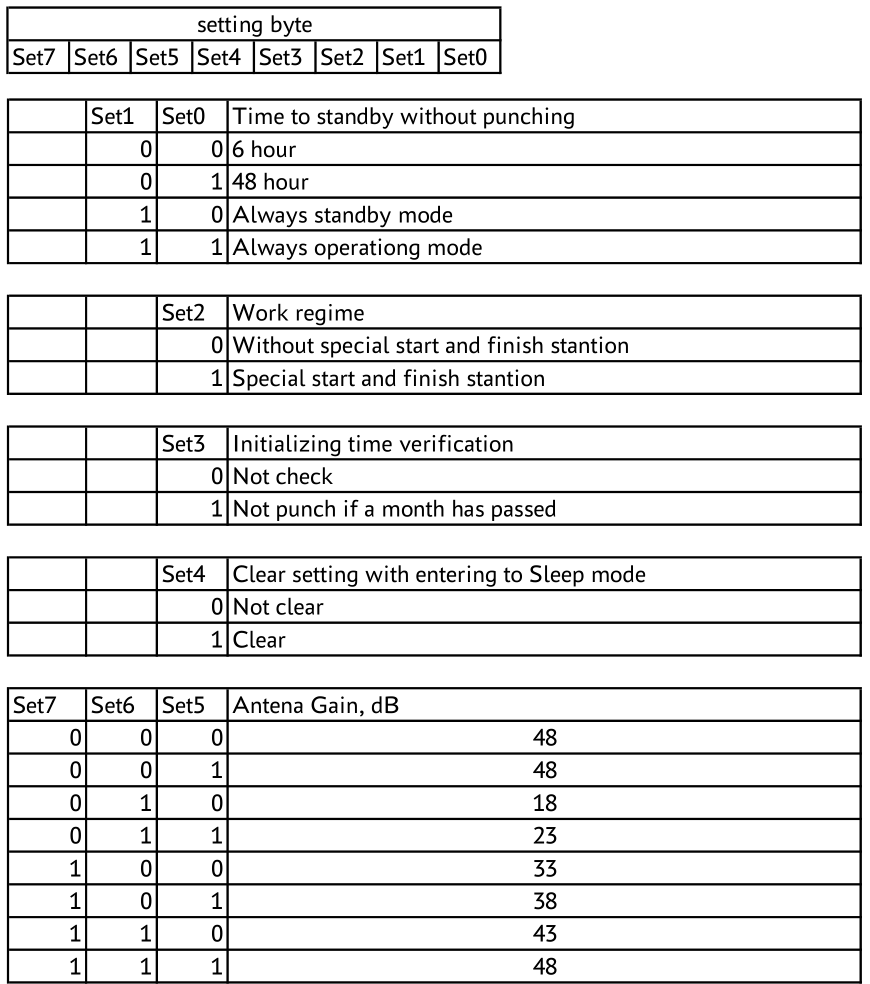 setting byte
Set7 Set6 Set5 Set4 Set3 Set2 Set1 Set0
Set1 Set0 Time to standby without punching
0 0 6 hour
0 1 48 hour
1 0 Always standby mode
1 1 Always operationg mode
Set2 Work regime
0 Without special start and finish stantion
1 Special start and finish stantion
Set3 Initializing time verification
0 Not check
1 Not punch if a month has passed
Set4 Clear setting with entering to Sleep mode
0 Not clear
1 Clear
Set7 Set6 Set5 Antena Gain, dB
0 0 0 48
0 0 1 48
0 1 0 18
0 1 1 23
1 0 0 33
1 0 1 38
1 1 0 43
1 1 1 48